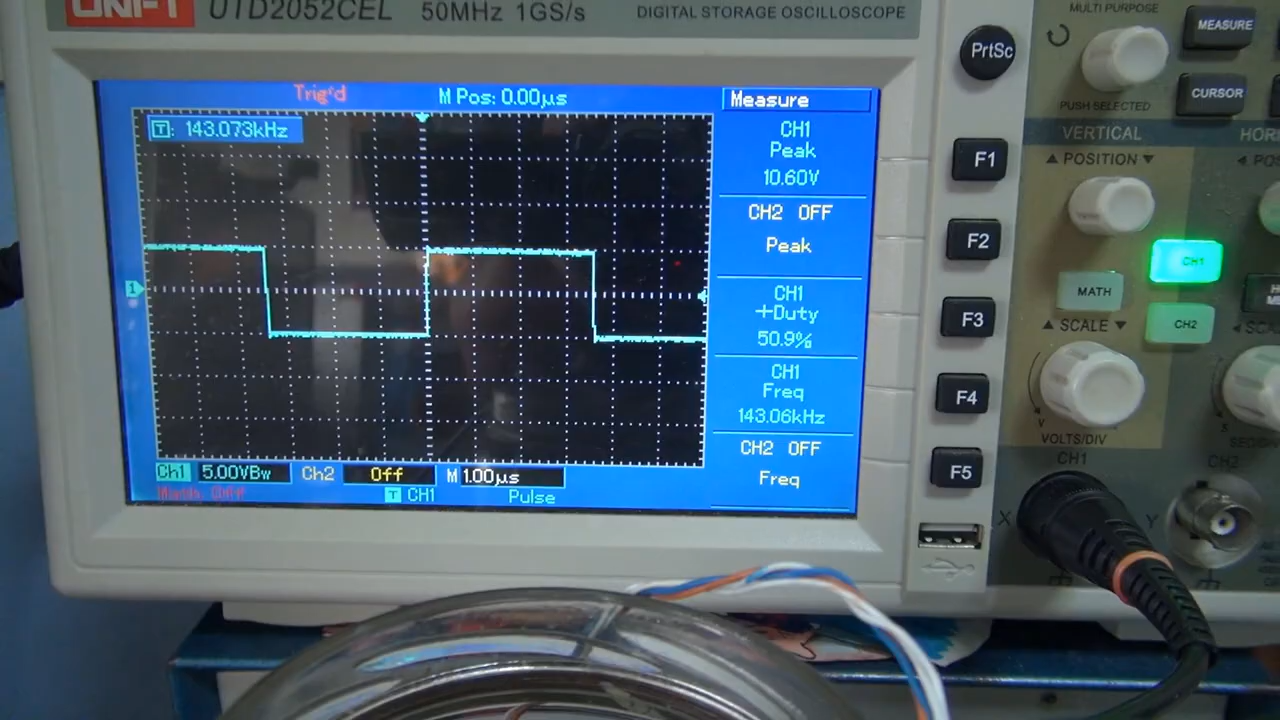 UNI-T UTD2052CEL 50MHz 1GS/s DIGITAL STORAGE OSCILLOSCOPE
MULTI PURPOSE
MEASURE
PrtSc
CURSOR
PUSH SELECTED
Trig'd M Pos: 0.00µs Measure
T: 143.073kHz
CH1
Peak
10.60V
CH2 OFF
Peak
CH1
+Duty
50.9%
CH1
Freq
143.06kHz
CH2 OFF
Freq
1
Ch1 5.00VBw Ch2 Off M 1.00µs
T CH1 Pulse
F1
F2
F3
F4
F5
VERTICAL
POSITION
CH1
MATH
CH2
SCALE
V
VOLTS/DIV
CH1
CH2
X
Y